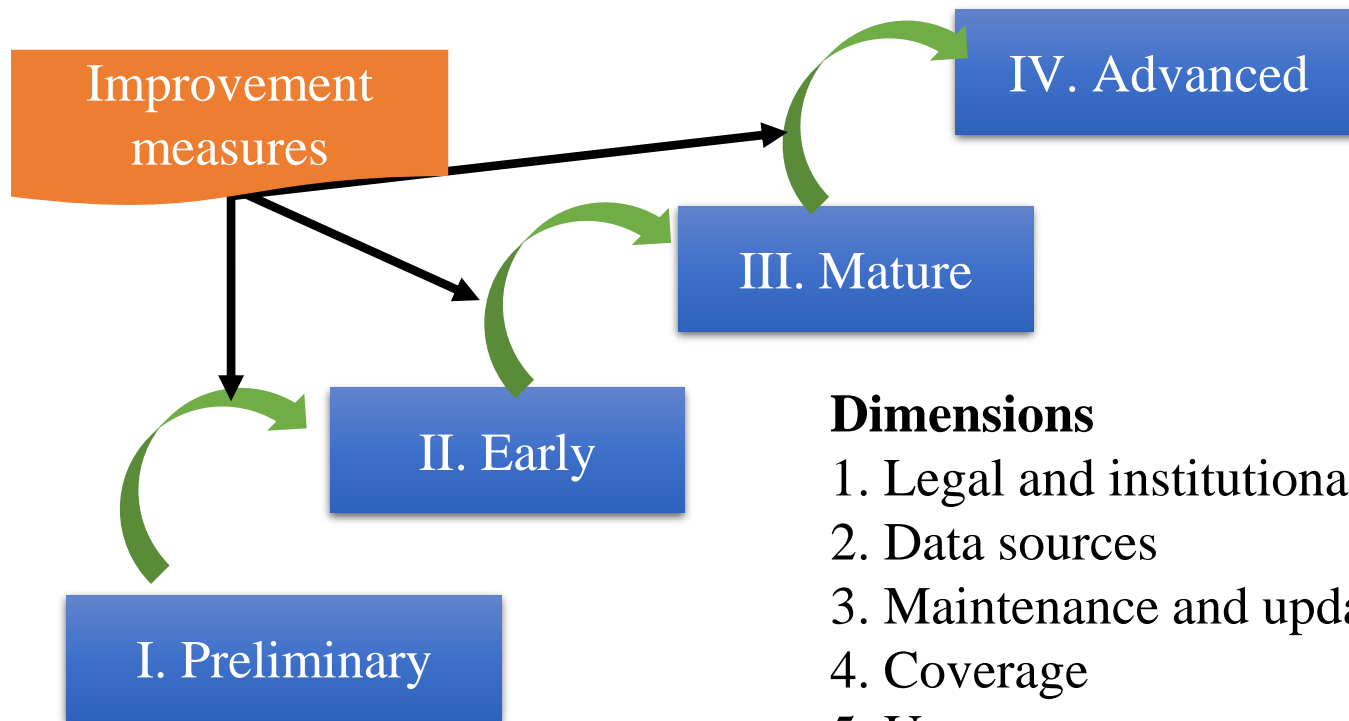 Improvement
measures
IV. Advanced
III. Mature
II. Early
I. Preliminary
Dimensions
1. Legal and institutiona
2. Data sources
3. Maintenance and upda
4. Coverage